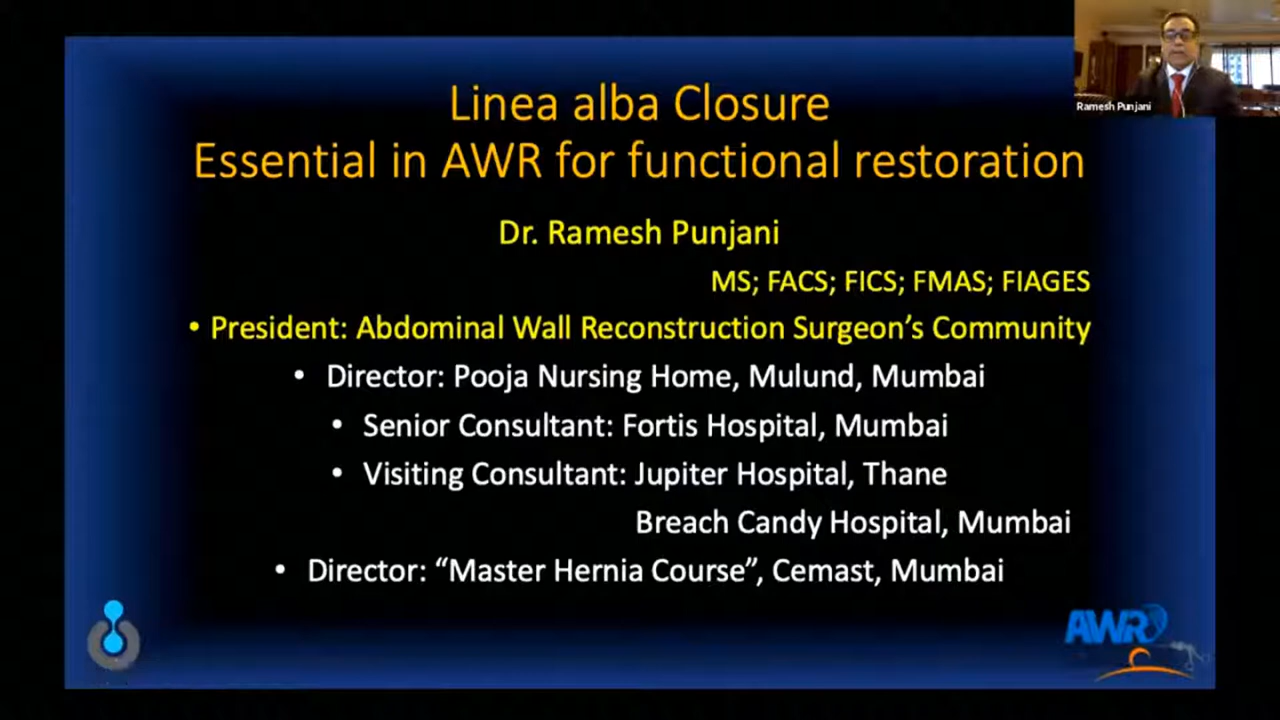 Linea alba Closure
Essential in AWR for functional restoration
Ramesh Punjani
Dr. Ramesh Punjani
MS; FACS; FICS; FMAS; FIAGES
• President: Abdominal Wall Reconstruction Surgeon’s Community
• Director: Pooja Nursing Home, Mulund, Mumbai
• Senior Consultant: Fortis Hospital, Mumbai
• Visiting Consultant: Jupiter Hospital, Thane
Breach Candy Hospital, Mumbai
• Director: “Master Hernia Course”, Cemast, Mumbai
AWR